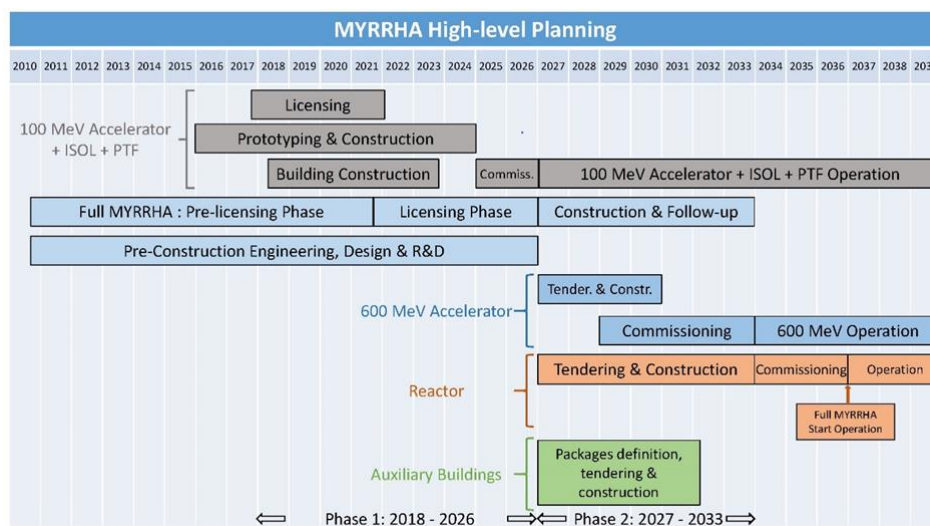 MYRRHA High-level Planning
2010 2011 2012 2013 2014 2015 2016 2017 2018 2019 2020 2021 2022 2023 2024 2025 2026 2027 2028 2029 2030 2031 2032 2033 2034 2035 2036 2037 2038
100 MeV Accelerator
+ ISOL + PTF
Licensing
Prototyping & Construction
Building Construction
Commiss.
100 MeV Accelerator + ISOL + PTF Operation
Full MYRRHA : Pre-licensing Phase
Licensing Phase
Construction & Follow-up
Pre-Construction Engineering, Design & R&D
600 MeV Accelerator
Tender. & Constr.
Commissioning
600 MeV Operation
Reactor
Tendering & Construction
Commissioning
Operation
Full MYRRHA
Start Operation
Auxiliary Buildings
Packages definition,
tendering &
construction
Phase 1: 2018 - 2026
Phase 2: 2027 - 2033